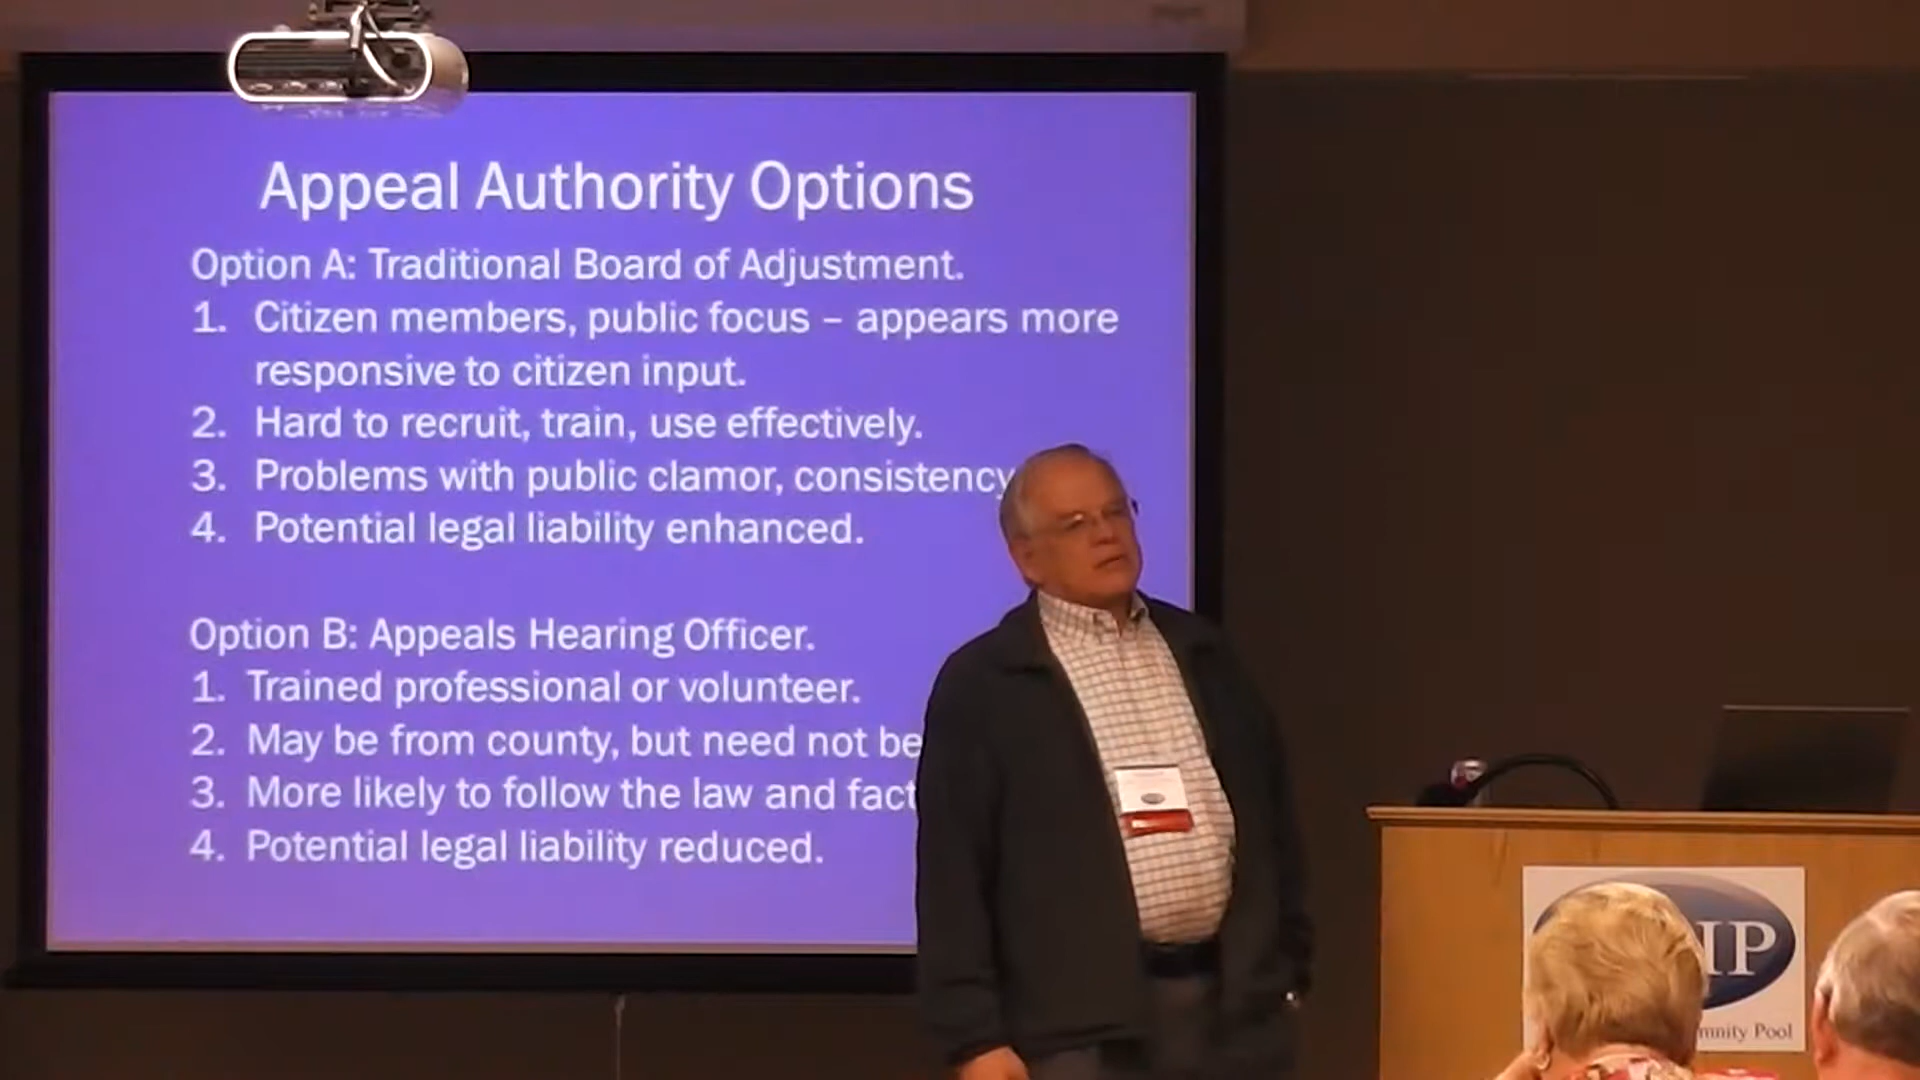 Appeal Authority Options
Option A: Traditional Board of Adjustment.
1. Citizen members, public focus – appears more
responsive to citizen input.
2. Hard to recruit, train, use effectively.
3. Problems with public clamor, consistency
4. Potential legal liability enhanced.
Option B: Appeals Hearing Officer.
1. Trained professional or volunteer.
2. May be from county, but need not be
3. More likely to follow the law and fact
4. Potential legal liability reduced.
IP
mnity Pool